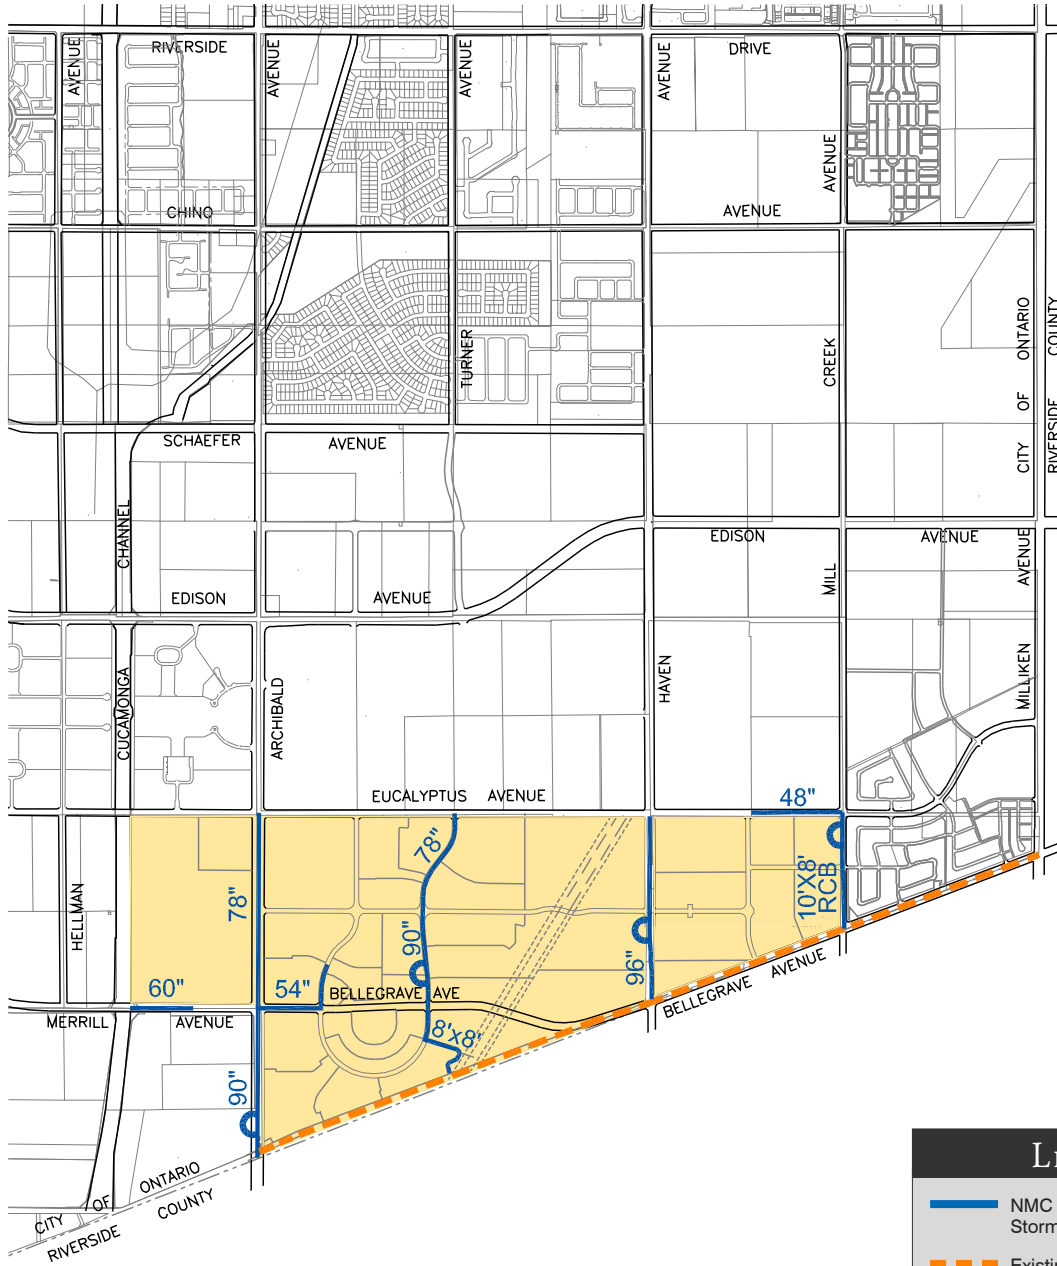 RIVERSIDE
DRIVE
AVENUE
AVENUE
AVENUE
AVENUE
AVENUE
CHINO
AVENUE
TURNER
CREEK
CITY OF ONTARIO
RIVERSIDE COUNTY
SCHAEFER
AVENUE
CHANNEL
EDISON
AVENUE
EDISON
AVENUE
MILL
AVENUE
CUCAMONGA
ARCHIBALD
HAVEN
MILLIKEN
EUCALYPTUS AVENUE
48"
78"
78"
10'X8'
RCB
HELLMAN
90"
96"
60"
54"
BELLEGRAVE AVE
BELLEGRAVE AVENUE
MERRILL
AVENUE
8'x8'
90"
CITY OF ONTARIO
RIVERSIDE COUNTY
NMC
Storm